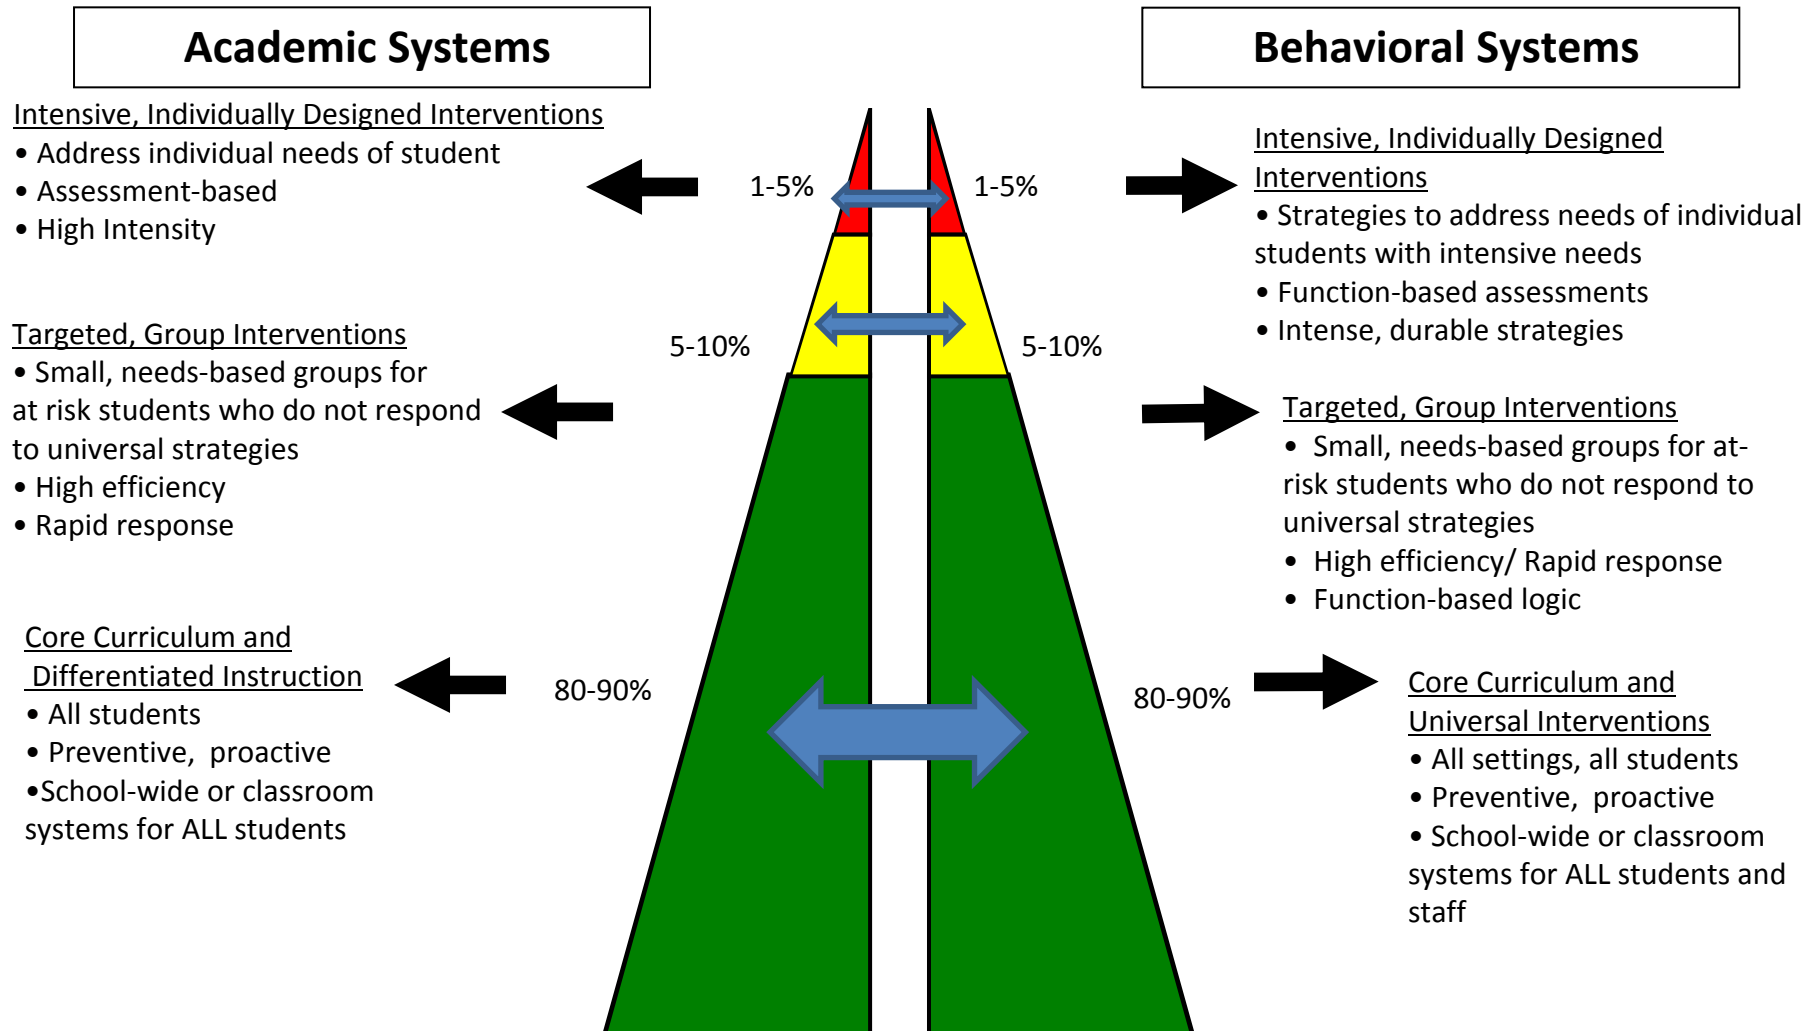 Academic Systems
Intensive, Individually Designed Interventions
• Address individual needs of student
• Assessment-based
• High Intensity
1-5%
Targeted, Group Interventions
• Small, needs-based groups for
at risk students who do not respond
to universal strategies
• High efficiency
• Rapid response
5-10%
Core Curriculum and
Differentiated Instruction
• All students
• Preventive,  proactive
•School-wide or classroom
systems for ALL students
80-90%
Behavioral Systems
1-5%
Intensive, Individually Designed
Interventions
• Strategies to address needs of individual
students with intensive needs
• Function-based assessments
• Intense, durable strategies
5-10%
Targeted, Group Interventions
•  Small, needs-based groups for at-
risk students who do not respond to
universal strategies
•  High efficiency/ Rapid response
•  Function-based logic
80-90%
Core Curriculum and
Universal Interventions
• All settings, all students
• Preventive,  proactive
• School-wide or classroom
systems for ALL students and
staff